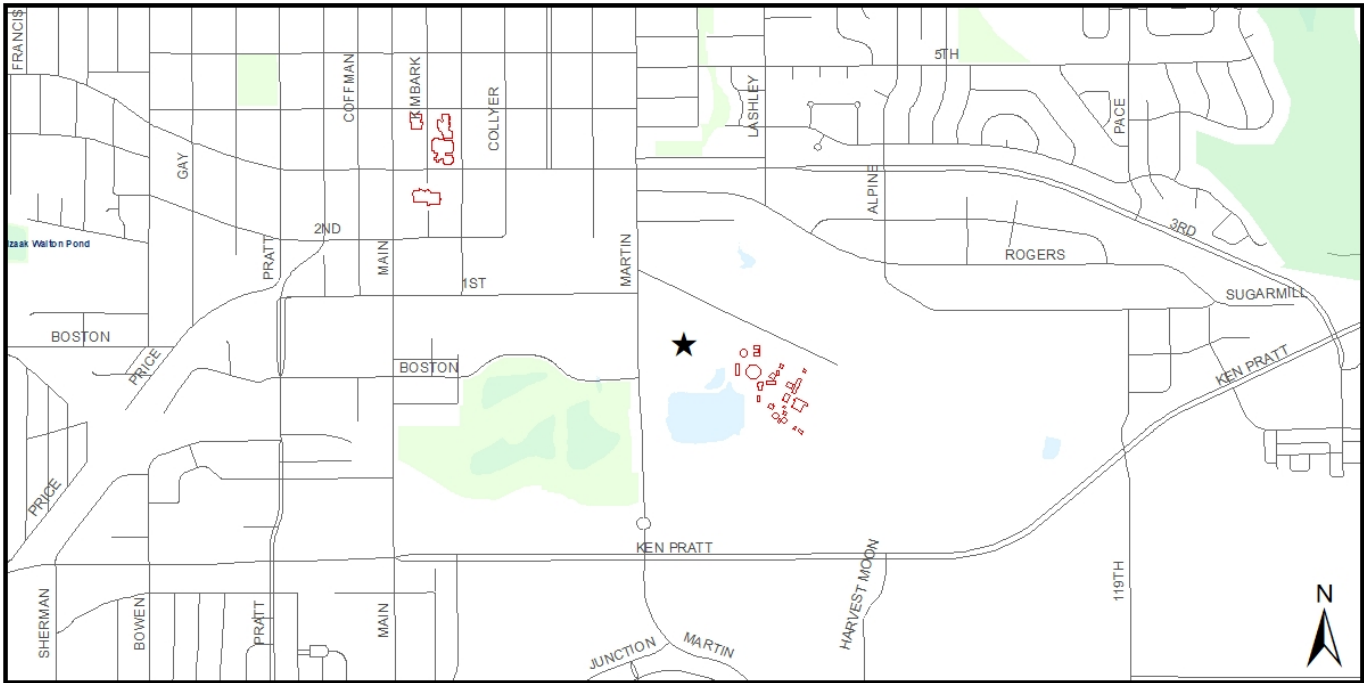 FRANCIS
COFFMAN
KIMBARK
COLLYER
LASHLEY
5TH
PACE
GAY
ALPINE
2ND
3RD
Izaak Walton Pond
PRATT
MAIN
MARTIN
ROGERS
1ST
SUGARMILL
BOSTON
PRICE
BOSTON
KEN PRATT
PRICE
KEN PRATT
HARVEST MOON
119TH
SHERMAN
BOWEN
PRATT
MAIN
JUNCTION
MARTIN
N